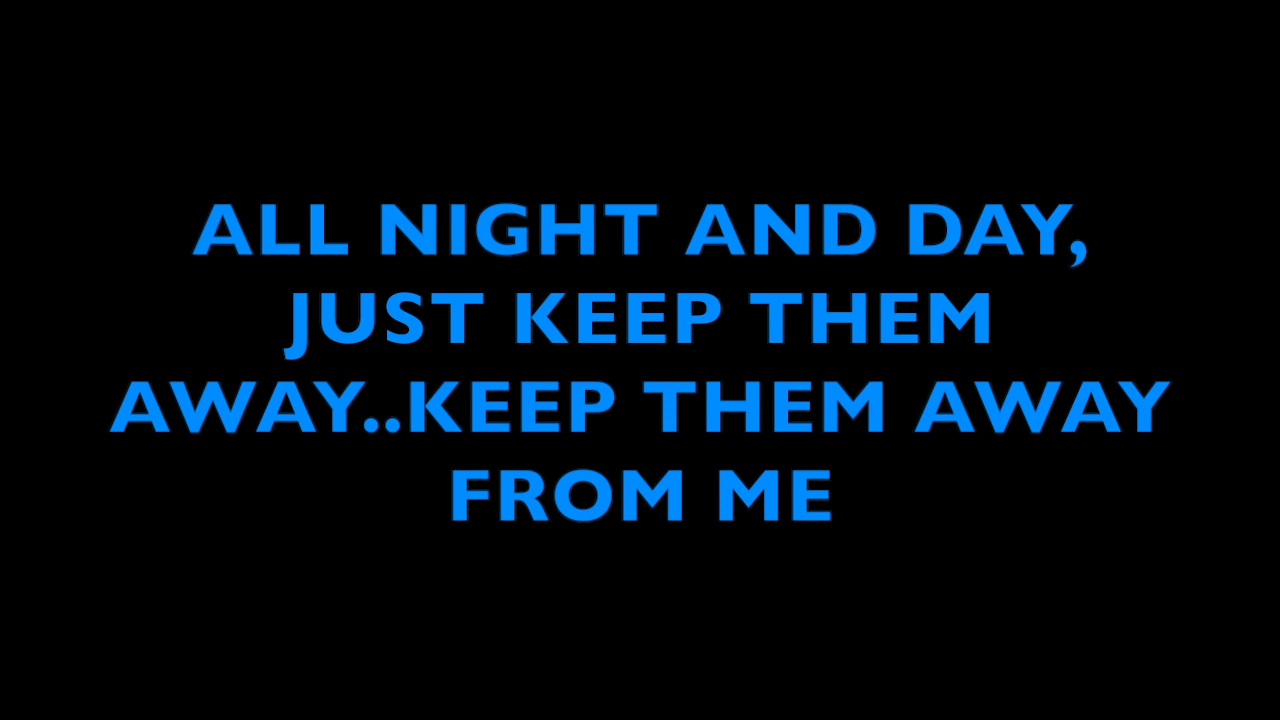 ALL NIGHT AND DAY,
JUST KEEP THEM
AWAY..KEEP THEM AWAY
FROM ME